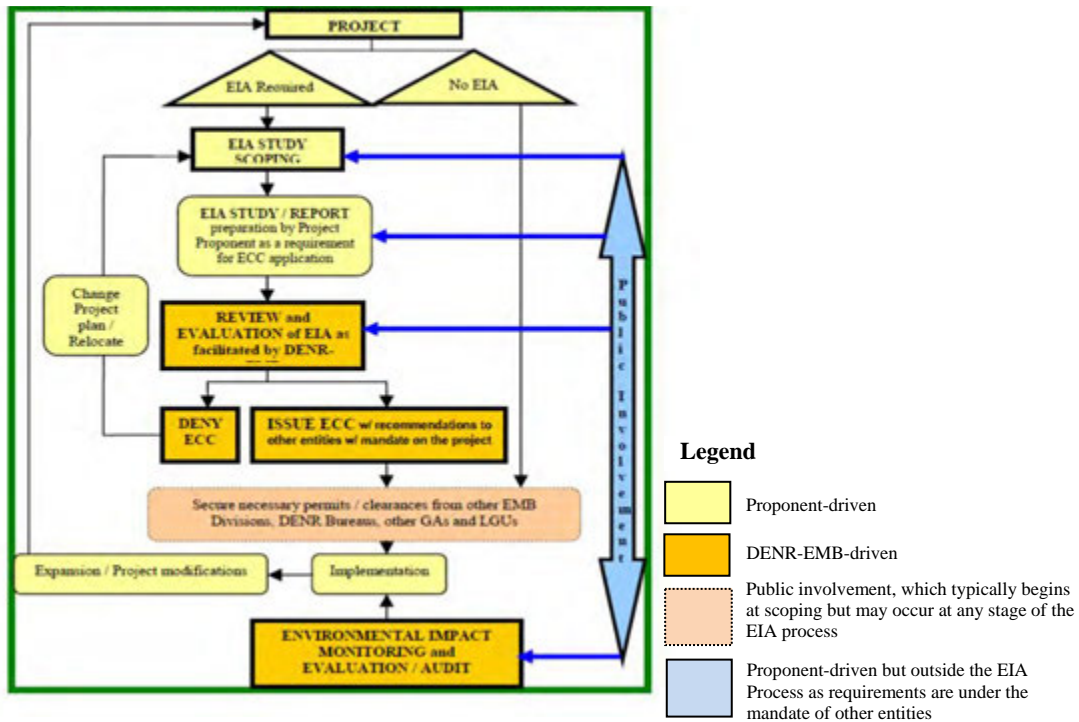 PROJECT
EIA Required
No EIA
EIA STUDY
SCOPING
EIA STUDY / REPORT
preparation by Project
Proponent as a requirement
for ECC application
Change
Project
plan /
Relocate
REVIEW and
EVALUATION of EIA as
facilitated by DENR-
DENY
ECC
ISSUE ECC w/ recommendations to
other entities w/ mandate on the project
Secure necessary permits / clearances from other EMB
Divisions, DENR Bureaus, other GAs and LGUs
Expansion / Project modifications
Implementation
ENVIRONMENTAL IMPACT
MONITORING and
EVALUATION / AUDIT
Public Involvement
Legend
Proponent-driven
DENR-EMB-driven
Public involvement, which typically begins
at scoping but may occur at any stage of the
EIA process
Proponent-driven but outside the EIA
Process as requirements are under the
mandate of other entities